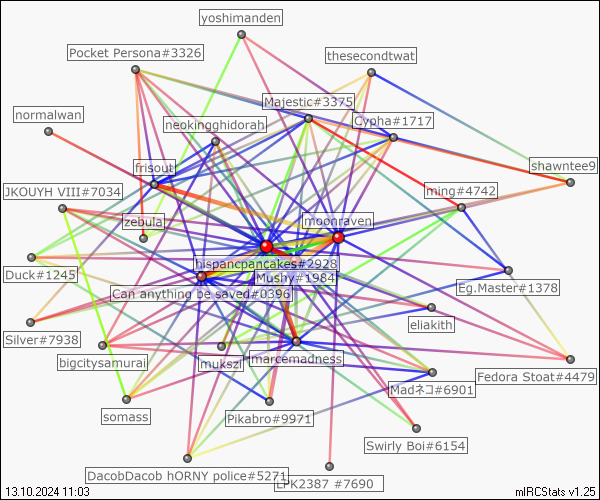 yoshimanden
Pocket Persona#3326
thesecondtwat
Majestic#3375
normalwan
Cypha#1717
neokingghidorah
frisout
shawntee9
JKOUYH VIII#7034
ming#4742
zebula
moonraven
hispancpancakes#2928
Duck#1245
Mushy#1984
Eg.Master#1378
Can anything be saved#0396
eliakith
Silver#7938
bigcitysamurai
mukszi
marcemadness
Fedora Stoat#4479
Madネコ#6901
somass
Pikabro#9971
Swirly Boi#6154
DacobDacob hORNY police#5271
LPK2387 #7690
13.10.2024 11:03
mIRCStats v1.25